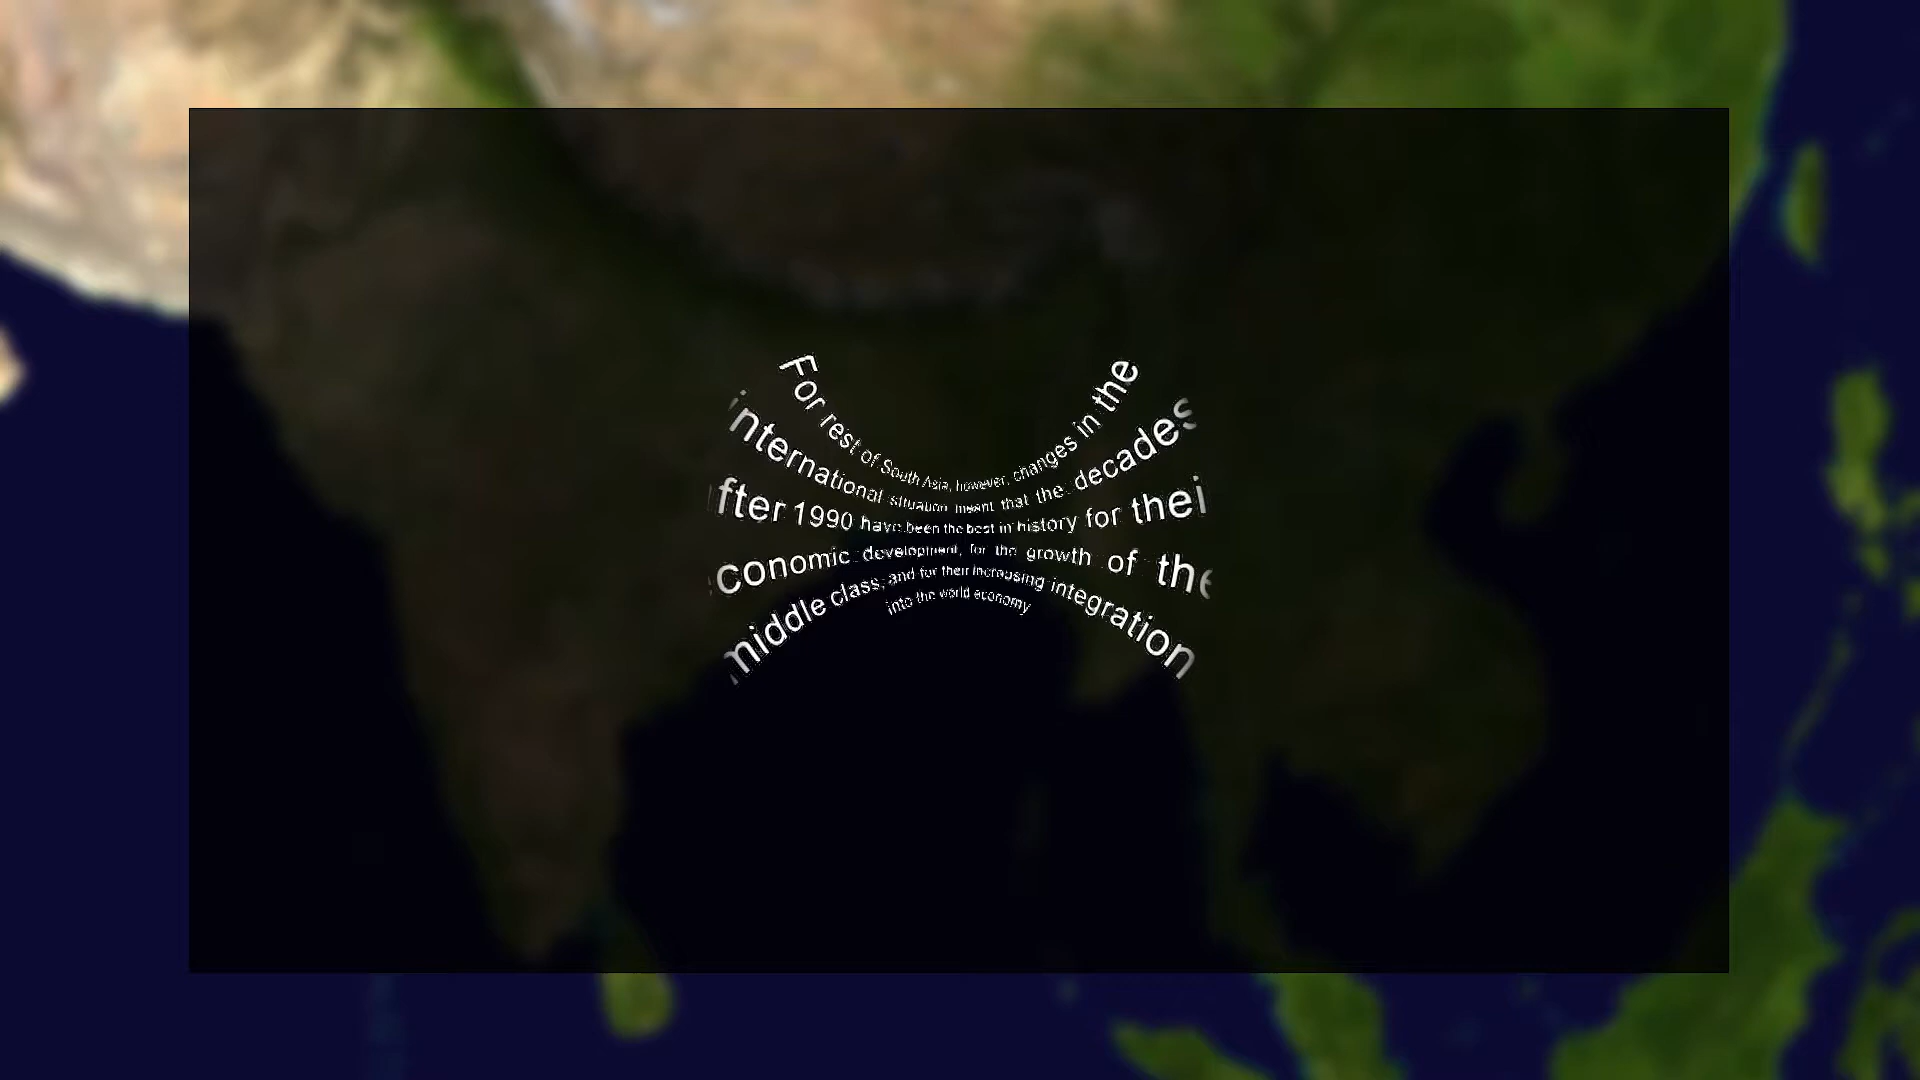 For rest of South Asia, however, changes in the
international situation meant that the decades
fter 1990 have been the best in history for thei
conomic development, for the growth of the
middle class, and for their increasing integration
into the world economy